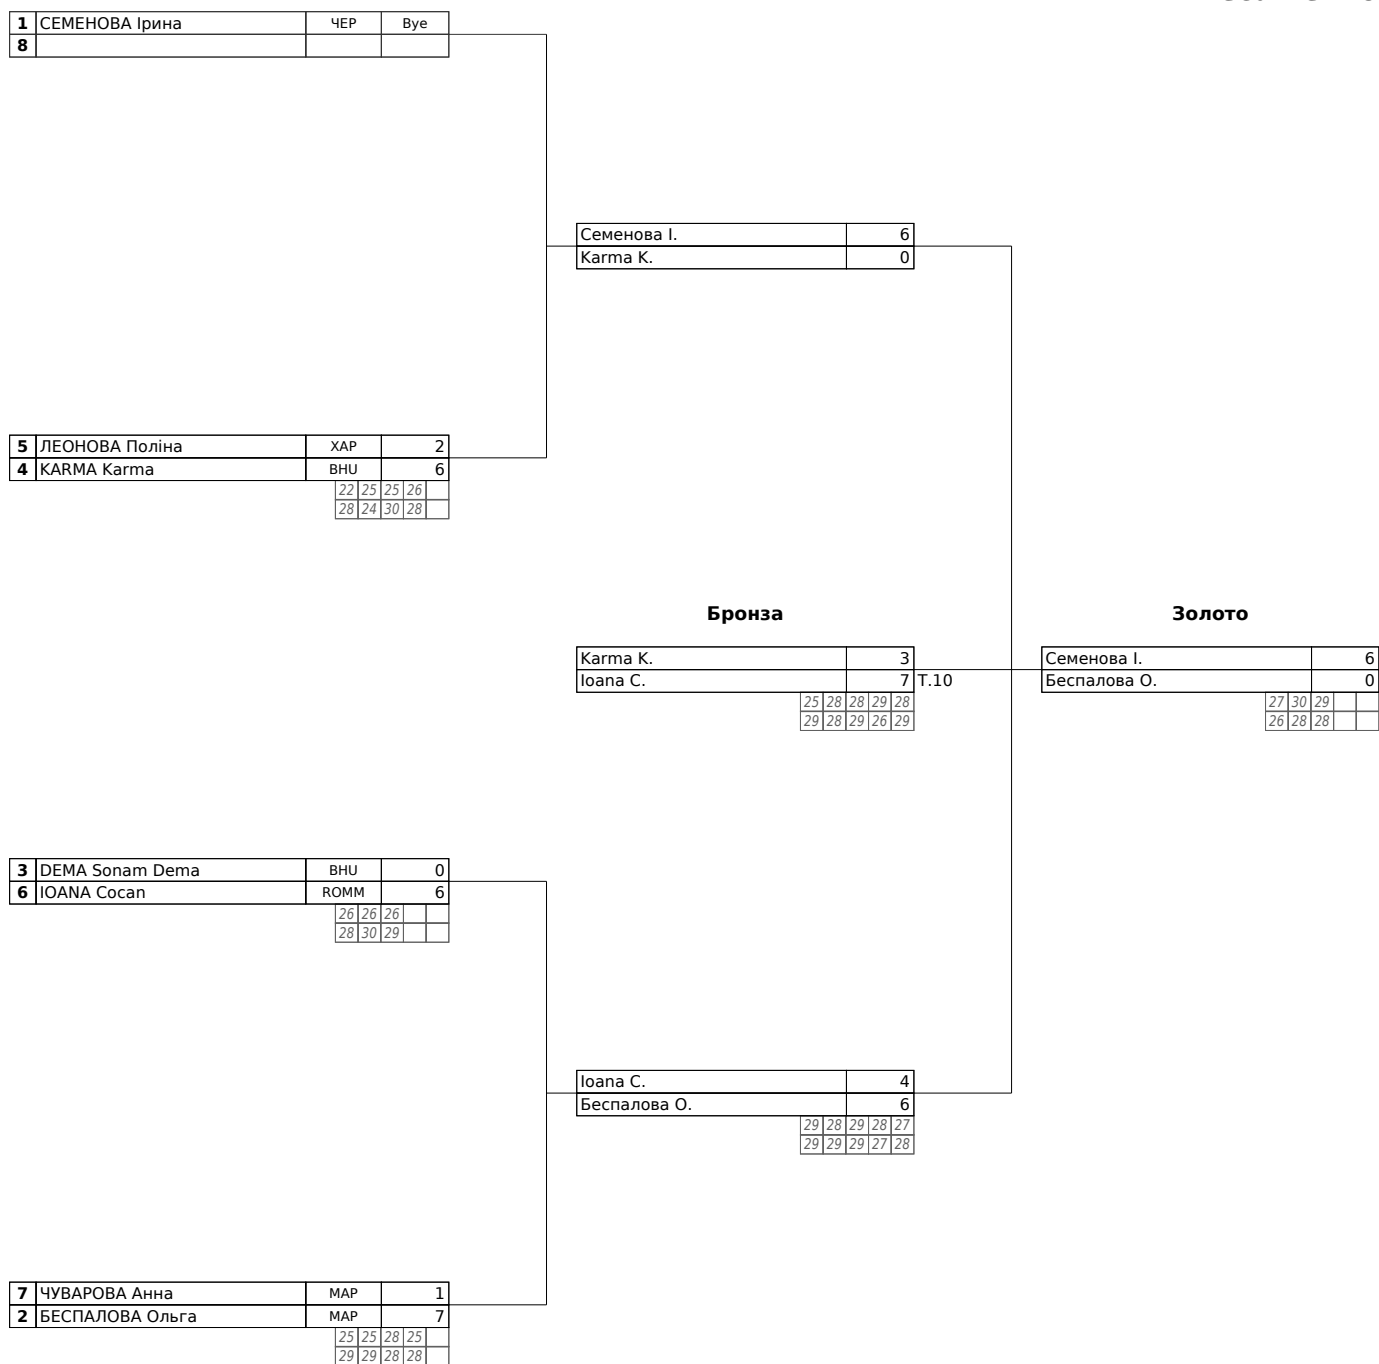 1 СЕМЕНОВА Ірина ЧЕР Bye
8
Семенова І. 6
Karma K. 0
5 ЛЕОНОВА Поліна ХАР 2
4 KARMA Karma BHU 6
22 25 25 26
28 24 30 28
Бронза
Karma K. 3
Ioana C. 7 T.10
25 28 28 29 28
29 28 29 26 29
Золото
Семенова І. 6
Беспалова О. 0
27 30 29
26 28 28
3 DEMA Sonam Dema BHU 0
6 IOANA Cocan ROMM 6
26 26 26
28 30 29
Ioana C. 4
Беспалова О. 6
29 28 29 28 27
29 29 29 27 28
7 ЧУВАРОВА Анна МАР 1
2 БЕСПАЛОВА Ольга МАР 7
25 25 28 25
29 29 28 28